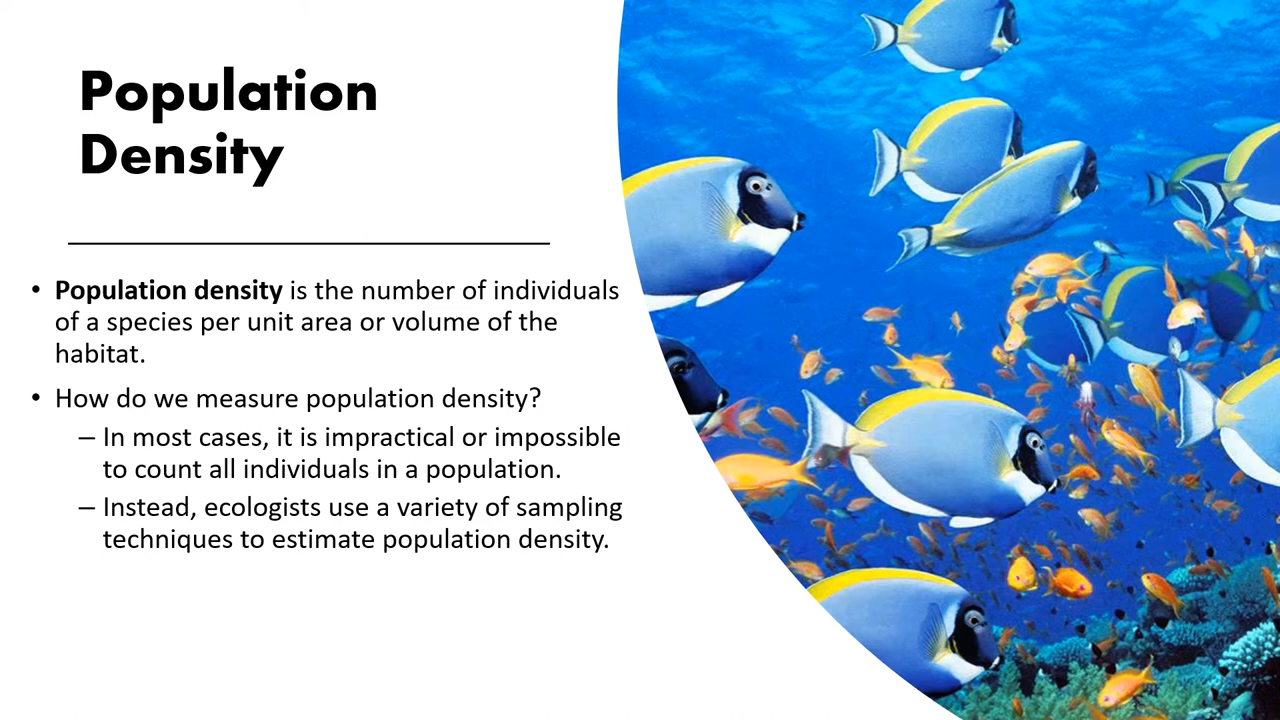 Population
Density
• Population density is the number of individuals
of a species per unit area or volume of the
habitat.
• How do we measure population density?
– In most cases, it is impractical or impossible
to count all individuals in a population.
– Instead, ecologists use a variety of sampling
techniques to estimate population density.